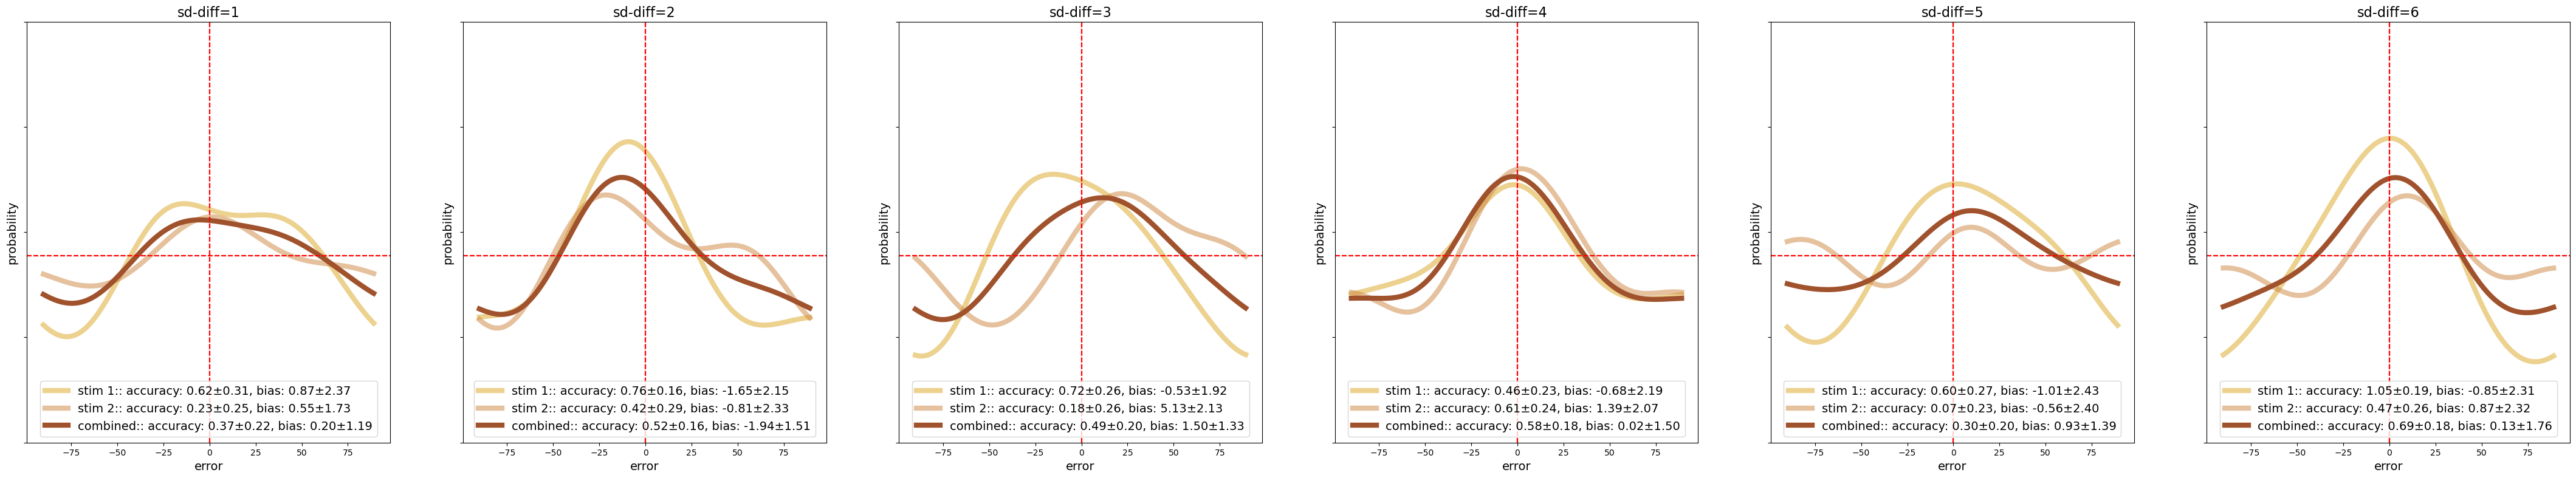 sd-diff=1
probability
stim 1:: accuracy: 0.62±0.31, bias: 0.87±2.37
stim 2:: accuracy: 0.23±0.25, bias: 0.55±1.73
combined:: accuracy: 0.37±0.22, bias: 0.20±1.19
−75 −50 −25 0 25 50 75
error
sd-diff=2
probability
stim 1:: accuracy: 0.76±0.16, bias: -1.65±2.15
stim 2:: accuracy: 0.42±0.29, bias: -0.81±2.33
combined:: accuracy: 0.52±0.16, bias: -1.94±1.51
−75 −50 −25 0 25 50 75
error
sd-diff=3
probability
stim 1:: accuracy: 0.72±0.26, bias: -0.53±1.92
stim 2:: accuracy: 0.18±0.26, bias: 5.13±2.13
combined:: accuracy: 0.49±0.20, bias: 1.50±1.33
−75 −50 −25 0 25 50 75
error
sd-diff=4
probability
stim 1:: accuracy: 0.46±0.23, bias: -0.68±2.19
stim 2:: accuracy: 0.61±0.24, bias: 1.39±2.07
combined:: accuracy: 0.58±0.18, bias: 0.02±1.50
−75 −50 −25 0 25 50 75
error
sd-diff=5
probability
stim 1:: accuracy: 0.60±0.27, bias: -1.01±2.43
stim 2:: accuracy: 0.07±0.23, bias: -0.56±2.40
combined:: accuracy: 0.30±0.20, bias: 0.93±1.39
−75 −50 −25 0 25 50 75
error
sd-diff=6
probability
stim 1:: accuracy: 1.05±0.19, bias: -0.85±2.31
stim 2:: accuracy: 0.47±0.26, bias: 0.87±2.32
combined:: accuracy: 0.69±0.18, bias: 0.13±1.76
−75 −50 −25 0 25 50 75
error